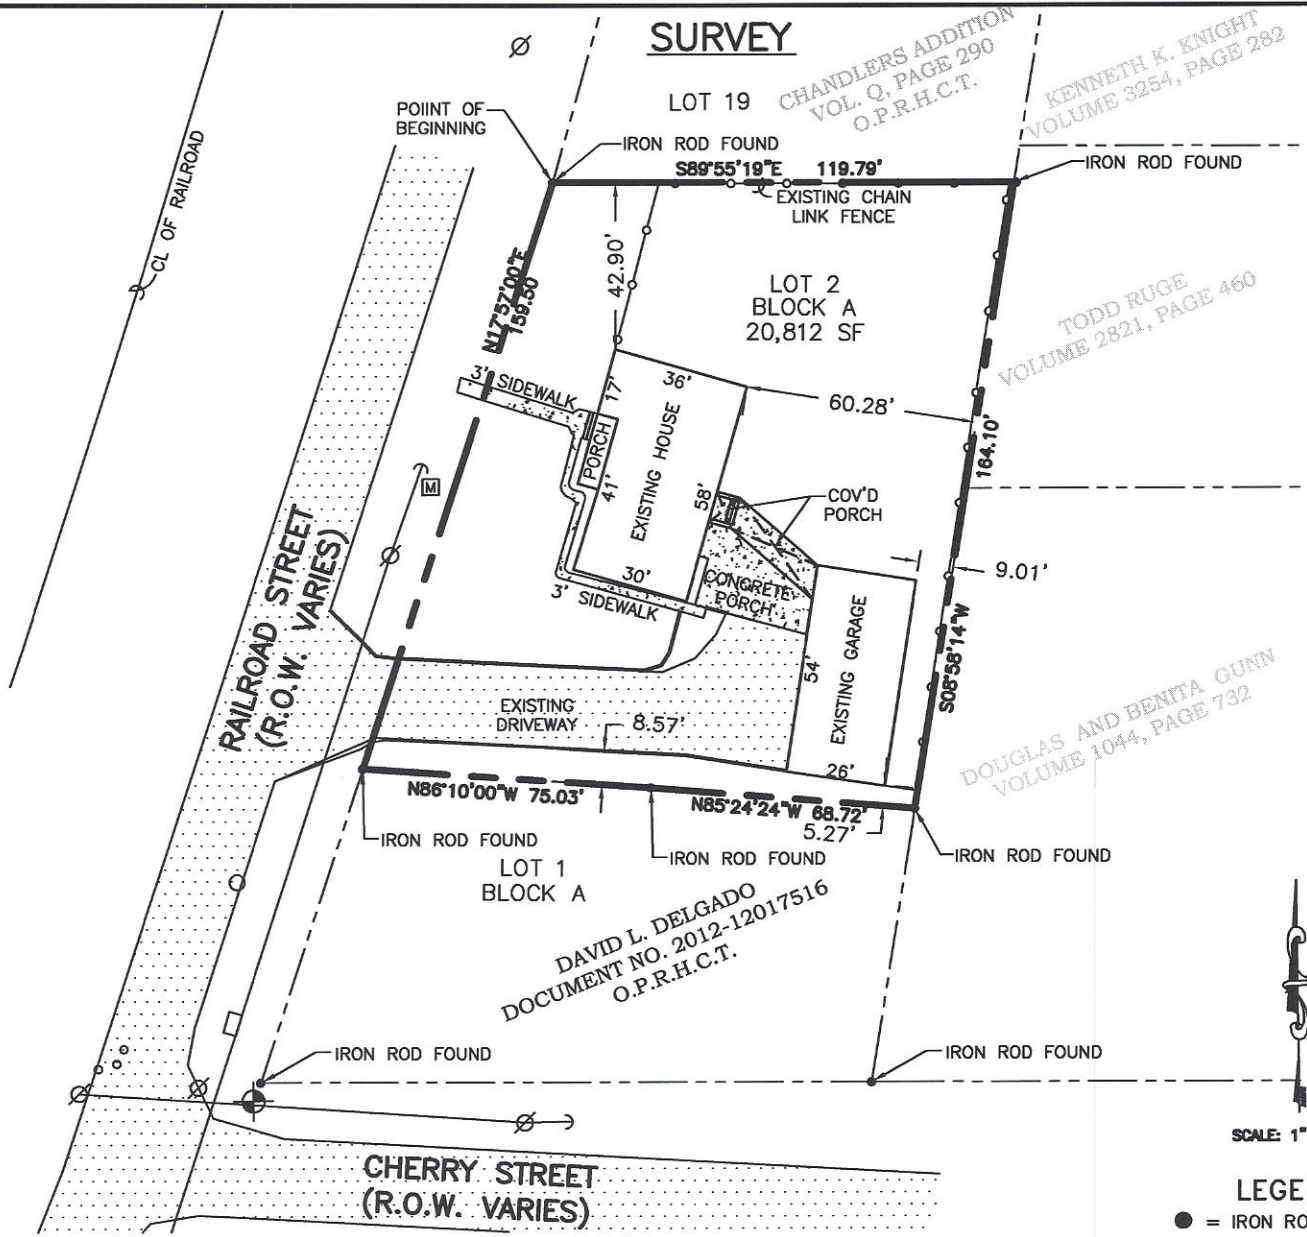 SURVEY
CHANDLERS ADDITION
VOL. Q, PAGE 290
O.P.R.H.C.T.
KENNETH K. KNIGHT
VOLUME 3254, PAGE 282
LOT 19
POIINT OF
BEGINNING
IRON ROD FOUND
S89°55'19"E 119.79'
IRON ROD FOUND
EXISTING CHAIN
LINK FENCE
CL OF RAILROAD
N17°57'00"E
159.50
42.90'
LOT 2
BLOCK A
20,812 SF
TODD RUGE
VOLUME 2821, PAGE 460
3' SIDEWALK
17'
36'
60.28'
164.10'
PORCH
41'
EXISTING HOUSE
58'
COV'D
PORCH
M
RAILROAD STREET
(R.O.W. VARIES)
30'
3' SIDEWALK
CONCRETE
PORCH
9.01'
S08°58'14"W
EXISTING GARAGE
54'
26'
EXISTING
DRIVEWAY
8.57'
DOUGLAS AND BENITA GUNN
VOLUME 1044, PAGE 732
N86°10'00"W 75.03'
N85°24'24"W 68.72'
5.27'
IRON ROD FOUND
IRON ROD FOUND
IRON ROD FOUND
LOT 1
BLOCK A
DAVID L. DELGADO
DOCUMENT NO. 2012-12017516
O.P.R.H.C.T.
IRON ROD FOUND
IRON ROD FOUND
CHERRY STREET
(R.O.W. VARIES)
SCALE: 1"
LEGE
= IRON RO